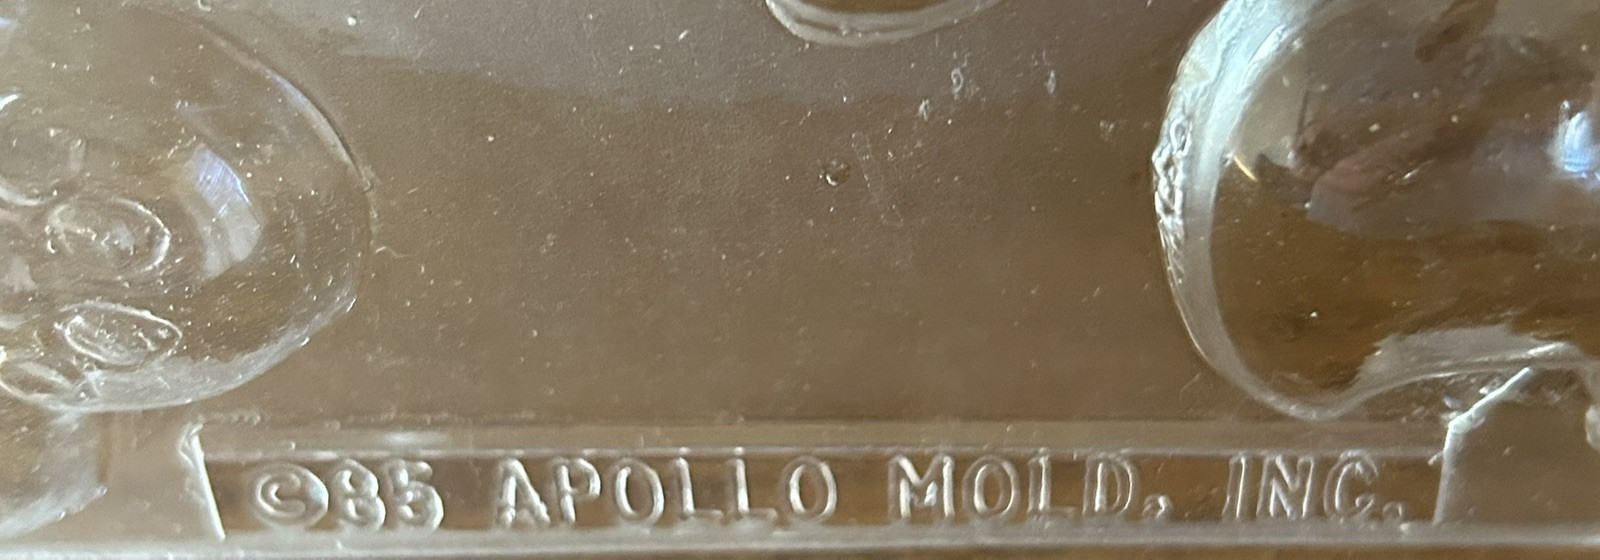 ©85 APOLLO MOLD, INC.